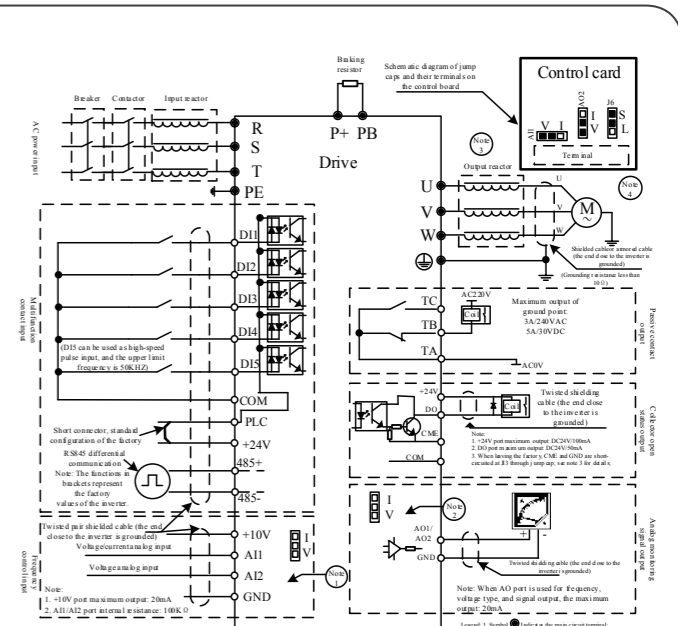 Braking
resistor
Schematic diagram of jump
caps and their terminals on
the control board
Control card
AO2
J6
I
V
S
L
AI1
V I
Terminal
Breaker
Contactor
Input reactor
AC power input
R
S
T
PE
P+ PB
Drive
Note
3
Output reactor
Note
4
U
V
W
U
V
W
M
~
Shielded cable or armored cable
(the end close to the inverter is
grounded)
(Grounding resistance less than
10Ω)
DI1
DI2
DI3
DI4
DI5
Multifunction
contact input
(DI5 can be used as high-speed
pulse input, and the upper limit
frequency is 50KHZ)
COM
PLC
+24V
Short connector, standard
configuration of the factory
RS845 differential
communication
Note: The functions in
brackets represent
the factory
values of the inverter.
485+
485-
TC
TB
TA
AC220V
Coil
AC0V
Maximum output of
ground point:
3A/240VAC
5A/30VDC
Passive contact
output
+24V
DO
CME
COM
Coil
Twisted shielding
cable (the end close
to the inverter is
grounded)
Note:
1. +24V port maximum output: DC24V/100mA
2. DO port maximum output: DC24V/50mA
3. When leaving the factory, CME and GND are short-
circuited at J13 through jump cap; see note 3 for details;
Collector open
status output
Twisted pair shielded cable (the end
close to the inverter is grounded)
Voltage/current analog input
Voltage analog input
+10V
AI1
AI2
GND
I
V
Note
1
Note:
1. +10V port maximum output: 20mA
2. AI1/AI2 port internal resistance: 100KΩ
Frequency
control input
I
V
Note
2
AO1/
AO2
GND
+ -
Twisted shielding cable (the end close to the
inverter is grounded)
Note: When AO port is used for frequency,
voltage type, and signal output, the maximum
output: 20mA
Analog monitoring
signal output
Legend: 1. Symbol indicates the main circuit terminal;